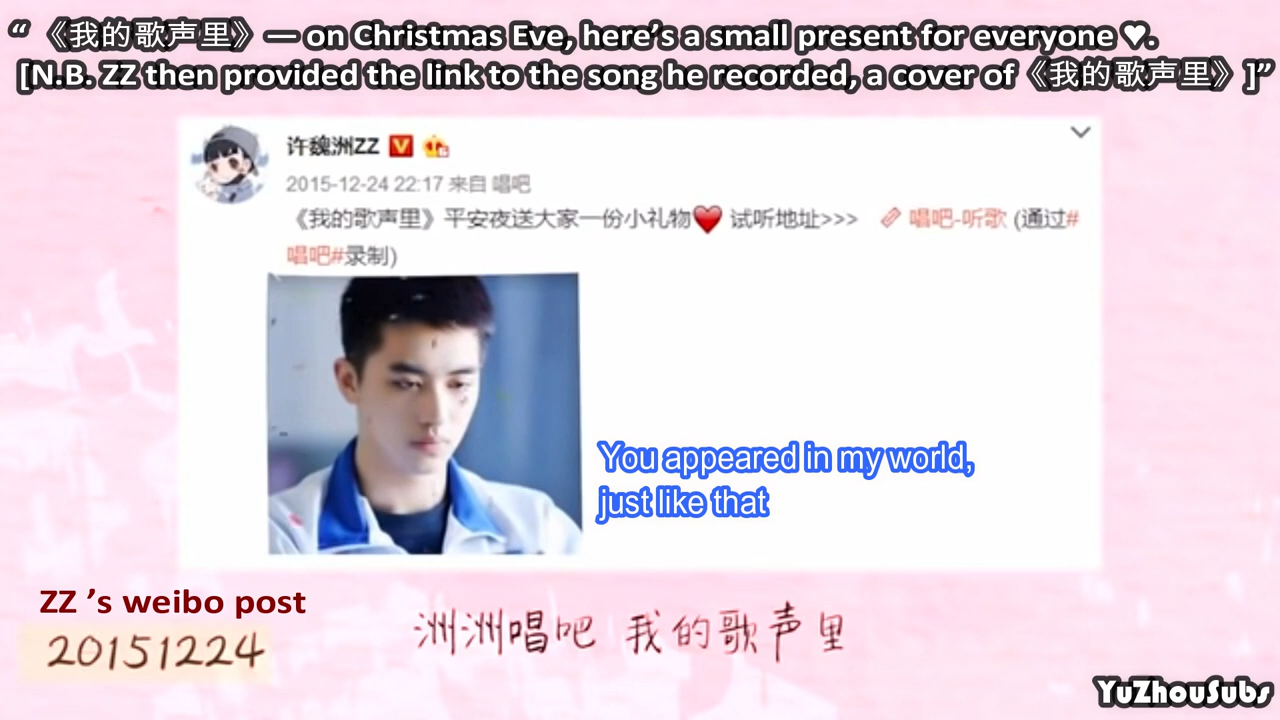 “ 《我的歌声里》— on Christmas Eve, here's a small present for everyone ♥.
[N.B. ZZ then provided the link to the song he recorded, a cover of《我的歌声里》]”
许魏洲ZZ
2015-12-24 22:17 来自 唱吧
《我的歌声里》平安夜送大家一份小礼物❤ 试听地址>>> 唱吧-听歌 (通过#
唱吧#录制)
You appeared in my world,
just like that
ZZ 's weibo post
20151224
洲洲唱吧 我的歌声里
YuZhouSubs